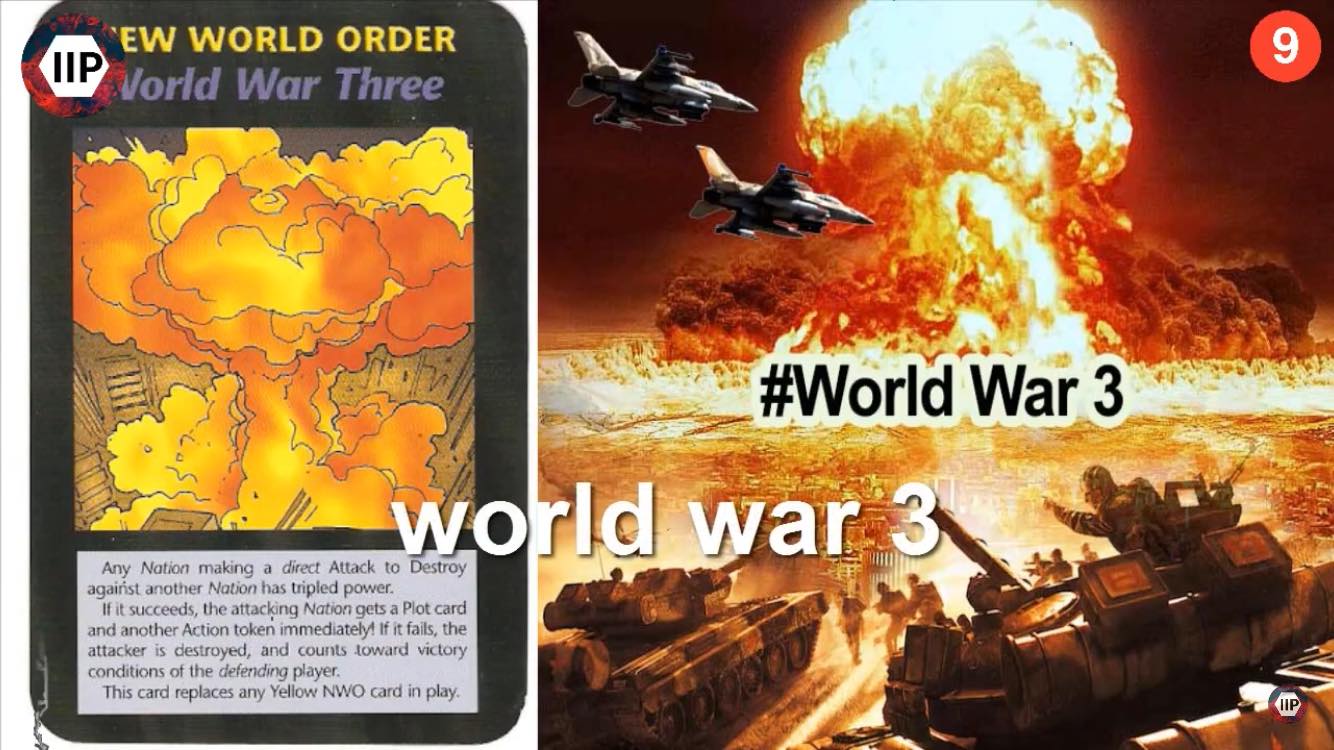 IIP
EW WORLD ORDER
World War Three
9
#World War 3
world war 3
Any Nation making a direct Attack to Destroy
against another Nation has tripled power.
If it succeeds, the attacking Nation gets a Plot card
and another Action token immediately! If it fails, the
attacker is destroyed, and counts toward victory
conditions of the defending player.
This card replaces any Yellow NWO card in play.
IIP